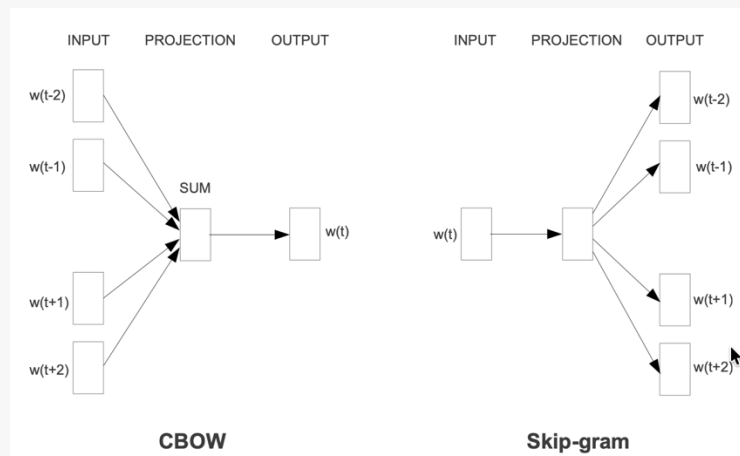 INPUT PROJECTION OUTPUT
w(t-2)
w(t-1)
SUM
w(t)
w(t+1)
w(t+2)
CBOW
INPUT PROJECTION OUTPUT
w(t-2)
w(t-1)
w(t)
w(t+1)
w(t+2)
Skip-gram